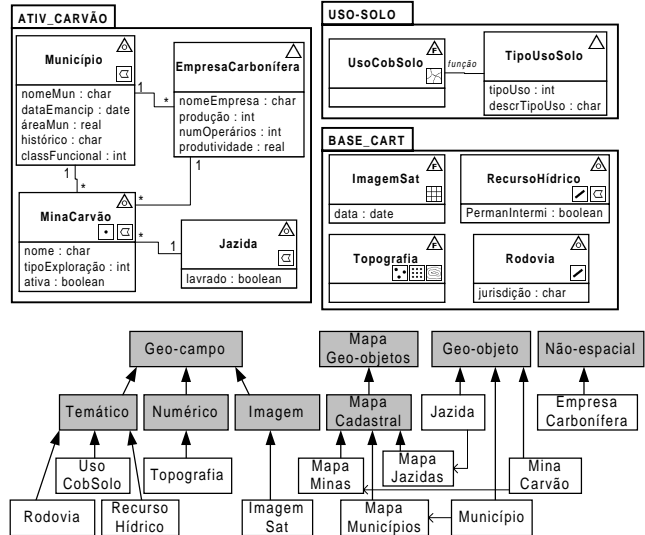 ATIV_CARVÃO
Município
nomeMun : char
dataEmancip : date
áreaMun : real
histórico : char
classFuncional : int
EmpresaCarbonífera
nomeEmpresa : char
produção : int
numOperários : int
produtividade : real
1
*
1
*
1
*
MinaCarvão
nome : char
tipoExploração : int
ativa : boolean
*
1
Jazida
lavrado : boolean
USO-SOLO
UsoCobSolo
função
TipoUsoSolo
tipoUso : int
descrTipoUso : char
BASE_CART
ImagemSat
data : date
RecursoHídrico
PermanIntermi : boolean
Topografia
Rodovia
jurisdição : char
Geo-campo
Mapa
Geo-objetos
Geo-objeto
Não-espacial
Temático
Numérico
Imagem
Mapa
Cadastral
Jazida
Empresa
Carbonífera
Uso
CobSolo
Topografia
Mapa
Minas
Mapa
Jazidas
Mina
Carvão
Rodovia
Recurso
Hídrico
Imagem
Sat
Mapa
Municípios
Município